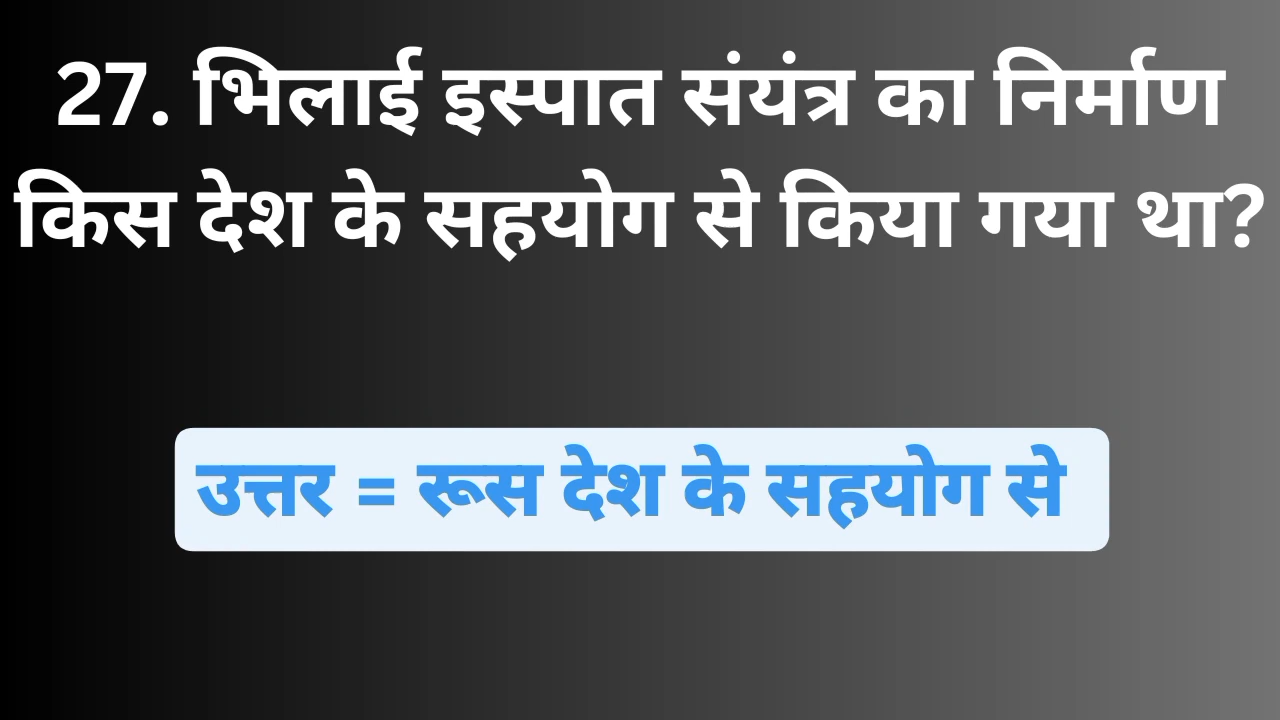 27. भिलाई इस्पात संयंत्र का निर्माण
किस देश के सहयोग से किया गया था?
उत्तर = रूस देश के सहयोग से